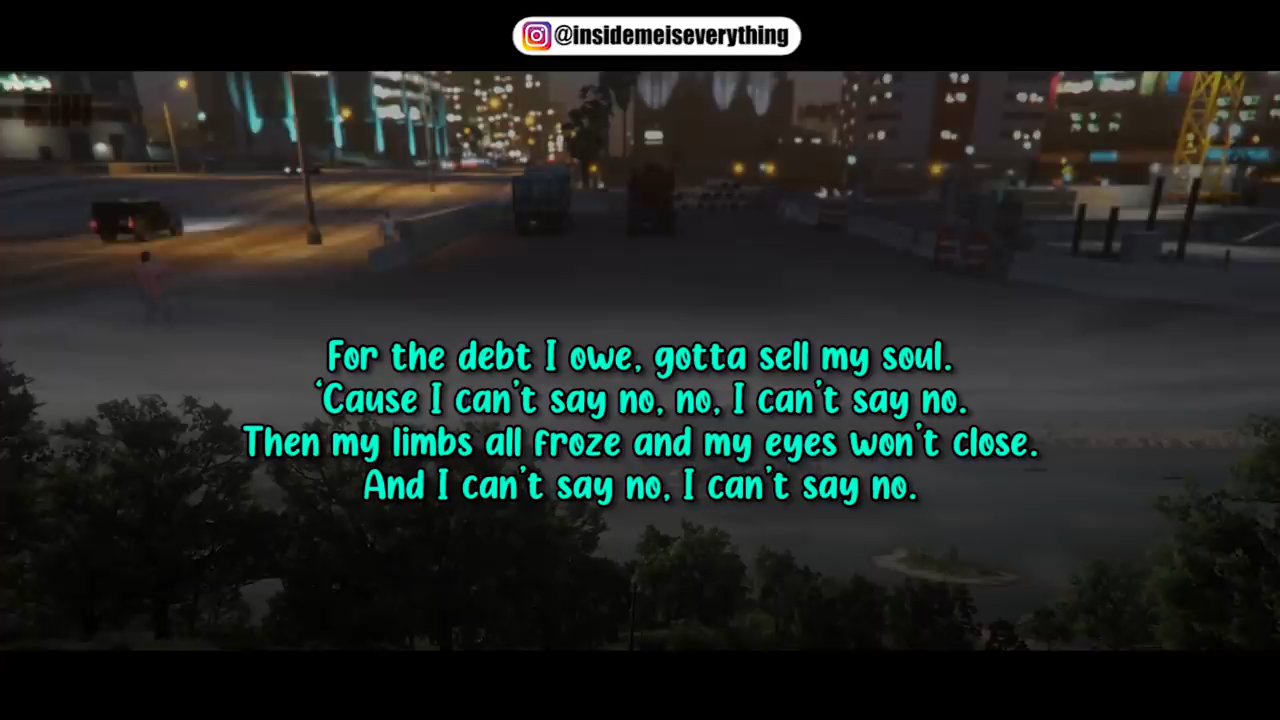 @insidemeiseverything
For the debt I owe, gotta sell my soul.
‘Cause I can’t say no, no, I can’t say no.
Then my limbs all froze and my eyes won’t close.
And I can’t say no, I can’t say no.